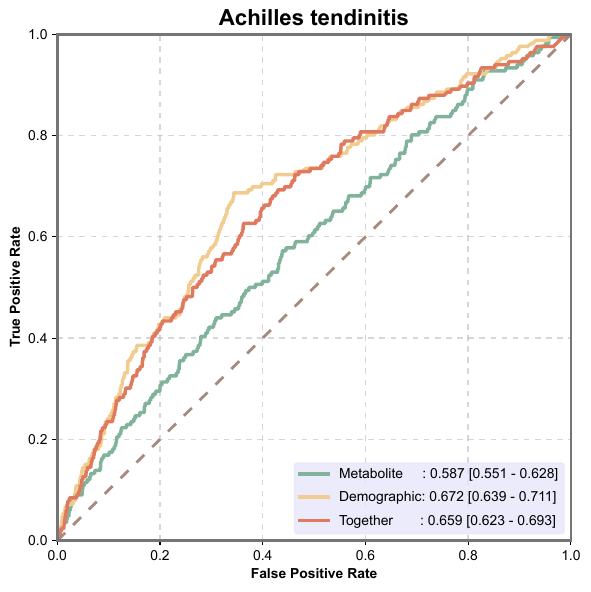 Achilles tendinitis
1.0
0.8
0.6
0.4
0.2
0.0
True Positive Rate
Metabolite : 0.587 [0.551 - 0.628]
Demographic: 0.672 [0.639 - 0.711]
Together : 0.659 [0.623 - 0.693]
0.0 0.2 0.4 0.6 0.8 1.0
False Positive Rate